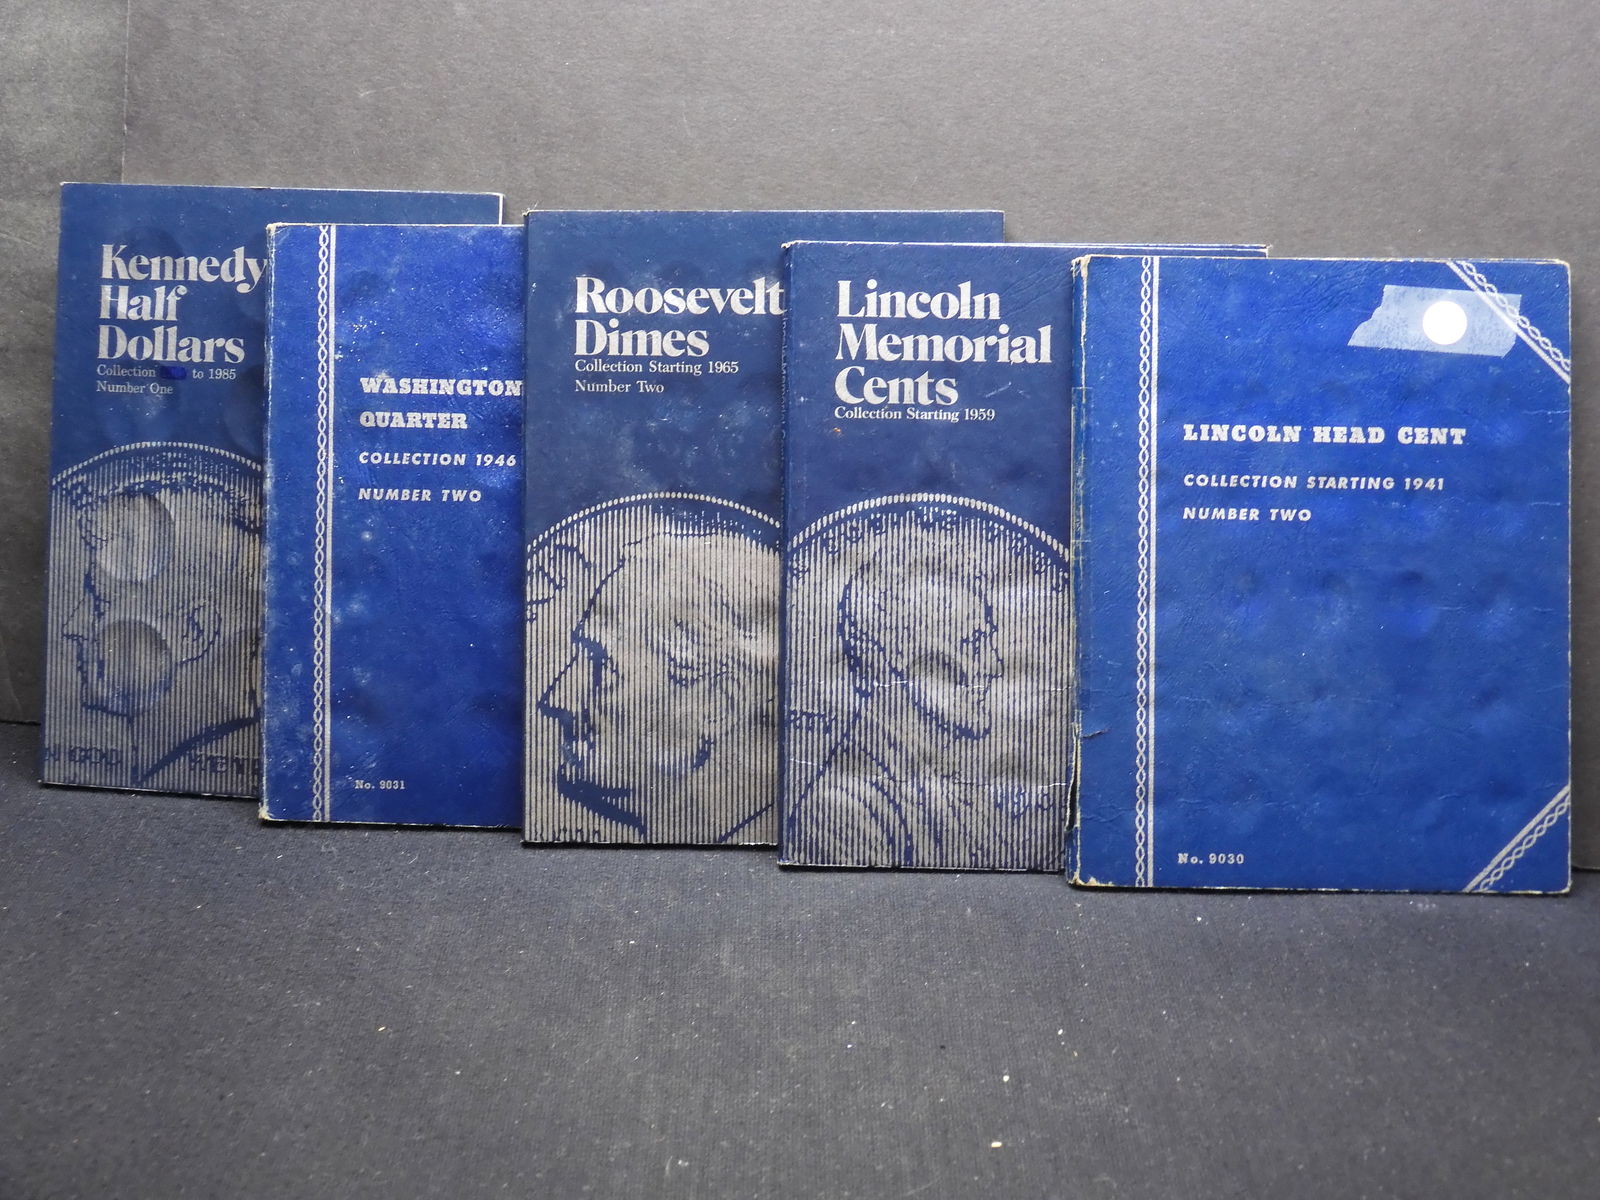 Kennedy
Half
Dollars
Collection to 1985
Number One
WASHINGTON
QUARTER
COLLECTION 1946
NUMBER TWO
No. 9031
Roosevelt
Dimes
Collection Starting 1965
Number Two
Lincoln
Memorial
Cents
Collection Starting 1959
LINCOLN HEAD CENT
COLLECTION STARTING 1941
NUMBER TWO
No. 9030
GOD